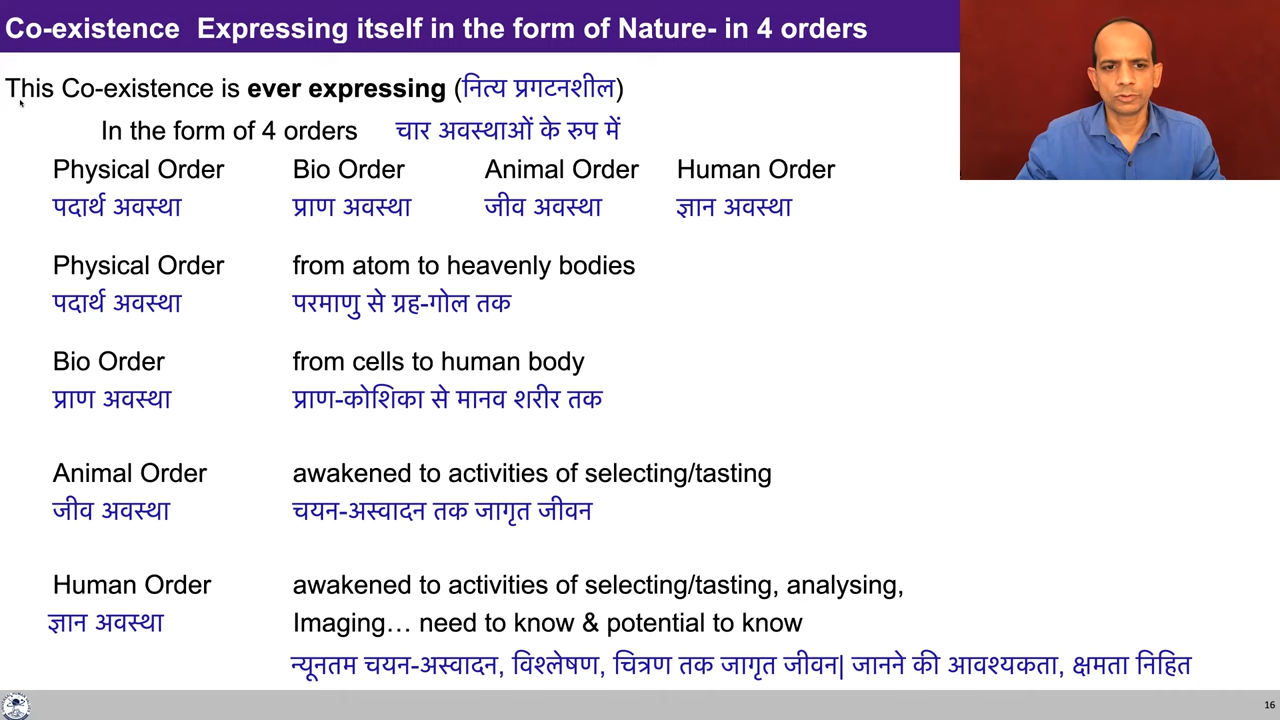 Co-existence Expressing itself in the form of Nature- in 4 orders
This Co-existence is ever expressing (नित्य प्रगटनशील)
In the form of 4 orders चार अवस्थाओं के रुप में
Physical Order Bio Order Animal Order Human Order
पदार्थ अवस्था प्राण अवस्था जीव अवस्था ज्ञान अवस्था
Physical Order from atom to heavenly bodies
पदार्थ अवस्था परमाणु से ग्रह-गोल तक
Bio Order from cells to human body
प्राण अवस्था प्राण-कोशिका से मानव शरीर तक
Animal Order awakened to activities of selecting/tasting
जीव अवस्था चयन-अस्वादन तक जागृत जीवन
Human Order awakened to activities of selecting/tasting, analysing,
ज्ञान अवस्था Imaging... need to know & potential to know
न्यूनतम चयन-अस्वादन, विश्लेषण, चित्रण तक जागृत जीवन| जानने की आवश्यकता, क्षमता निहित
16